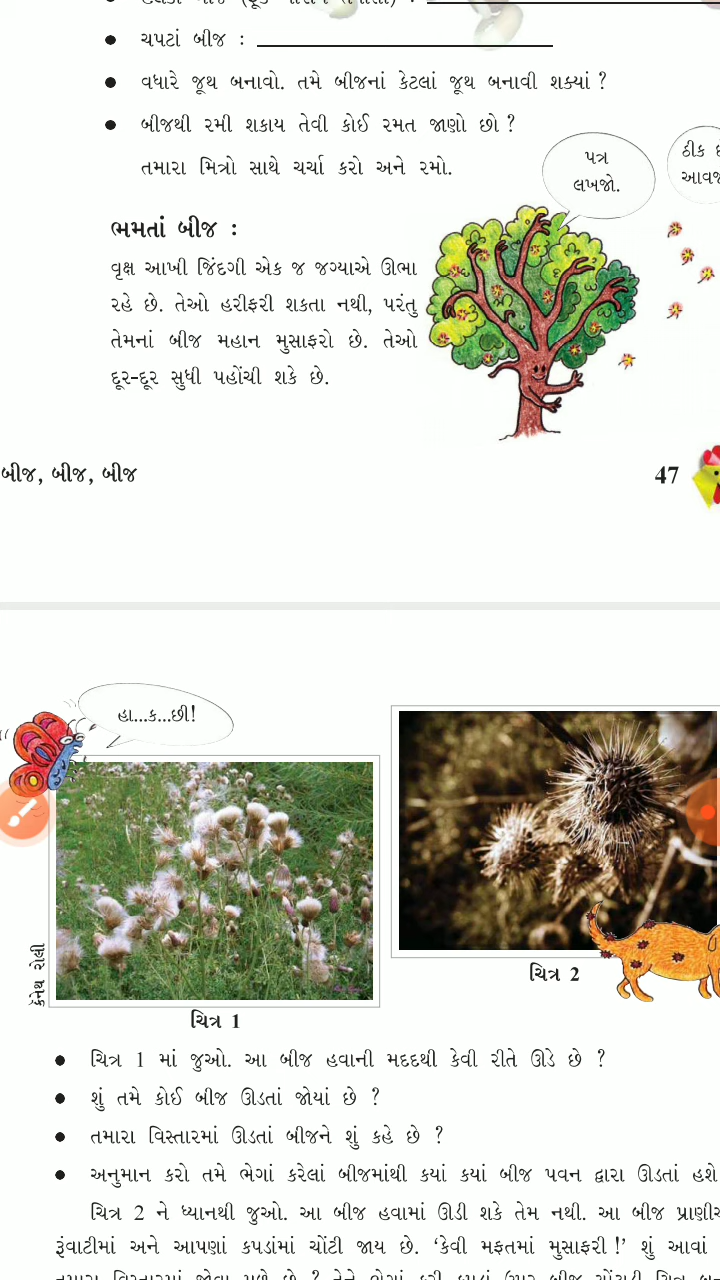 હલકાં બીજ
• ચપટાં બીજ :
• વધારે જૂથ બનાવો. તમે બીજનાં કેટલાં જૂથ બનાવી શક્યાં ?
• બીજથી રમી શકાય તેવી કોઈ રમત જાણો છો ?
તમારા મિત્રો સાથે ચર્ચા કરો અને રમો.
પત્ર
લખજો.
ઠીક
ભમતાં બીજ :
વૃક્ષ આખી જિંદગી એક જ જગ્યાએ ઊભા
રહે છે. તેઓ હરીફરી શકતા નથી, પરંતુ
તેમનાં બીજ મહાન મુસાફરો છે. તેઓ
દૂર-દૂર સુધી પહોંચી શકે છે.
બીજ, બીજ, બીજ
47
હા...ક...છી!
કૅનેથ રોલી
ચિત્ર 1
ચિત્ર 2
• ચિત્ર 1 માં જુઓ. આ બીજ હવાની મદદથી કેવી રીતે ઊડે છે ?
• શું તમે કોઈ બીજ ઊડતાં જોયાં છે ?
• તમારા વિસ્તારમાં ઊડતાં બીજને શું કહે છે ?
• અનુમાન કરો તમે ભેગાં કરેલાં બીજમાંથી કયાં કયાં બીજ પવન દ્વારા ઊડતાં હશે
ચિત્ર 2 ને ધ્યાનથી જુઓ. આ બીજ હવામાં ઊડી શકે તેમ નથી. આ બીજ
રૂંવાટીમાં અને આપણાં કપડાંમાં ચોંટી જાય છે. ‘કેવી મફતમાં મુસાફરી !’ શું આવાં